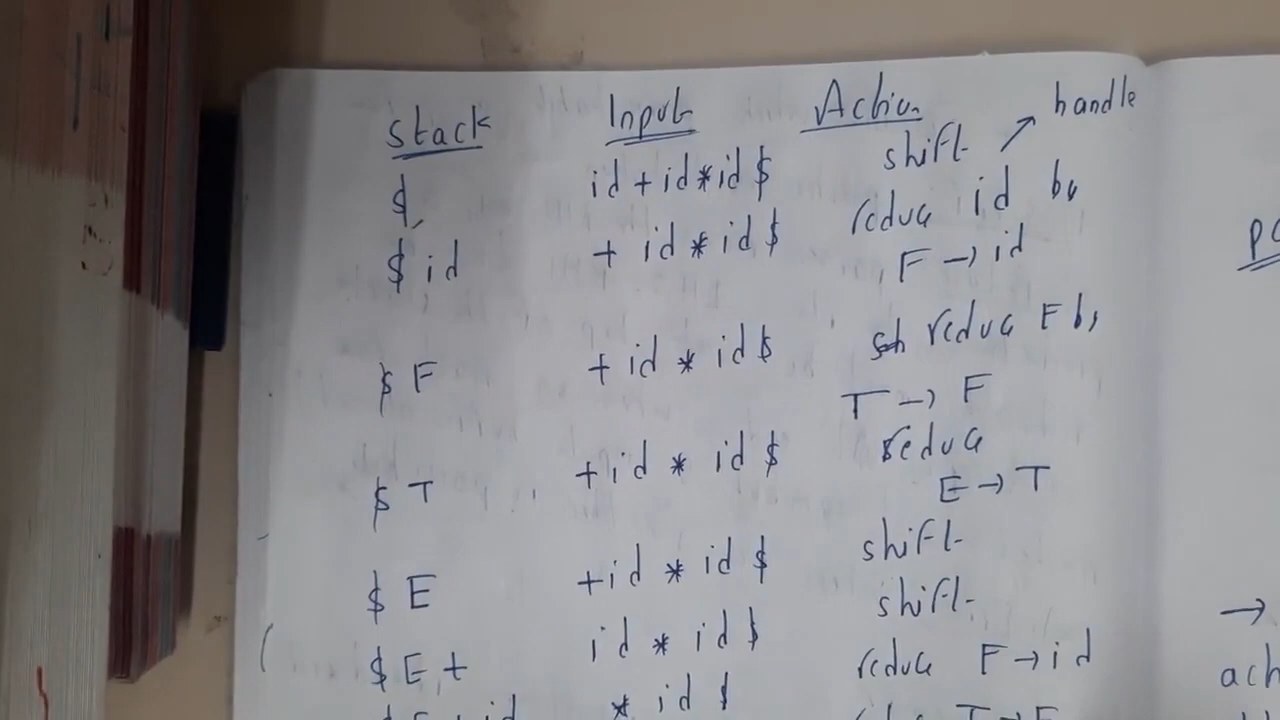 Stack Input Action handle
$ id + id * id $ shift
$ id + id * id $ reduce id by
F → id
$ F + id * id $ reduce F by
T → F
$ T + id * id $ reduce
E → T
$ E + id * id $ shift
$ E + id * id $ shift
* id $ reduce F → id
→